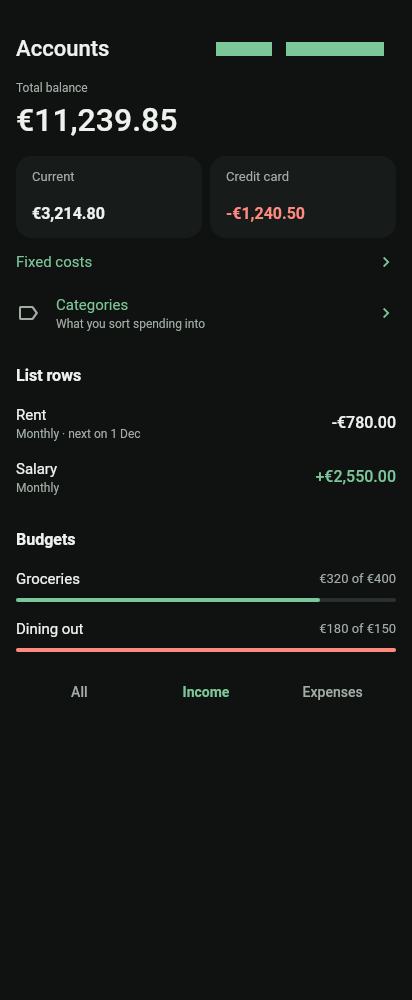 Accounts
Total balance
€11,239.85
Current
Credit card
€3,214.80
-€1,240.50
Fixed costs
Categories
What you sort spending into
List rows
Rent
-€780.00
Monthly · next on 1 Dec
Salary
+€2,550.00
Monthly
Budgets
Groceries
€320 of €400
Dining out
€180 of €150
All
Income
Expenses